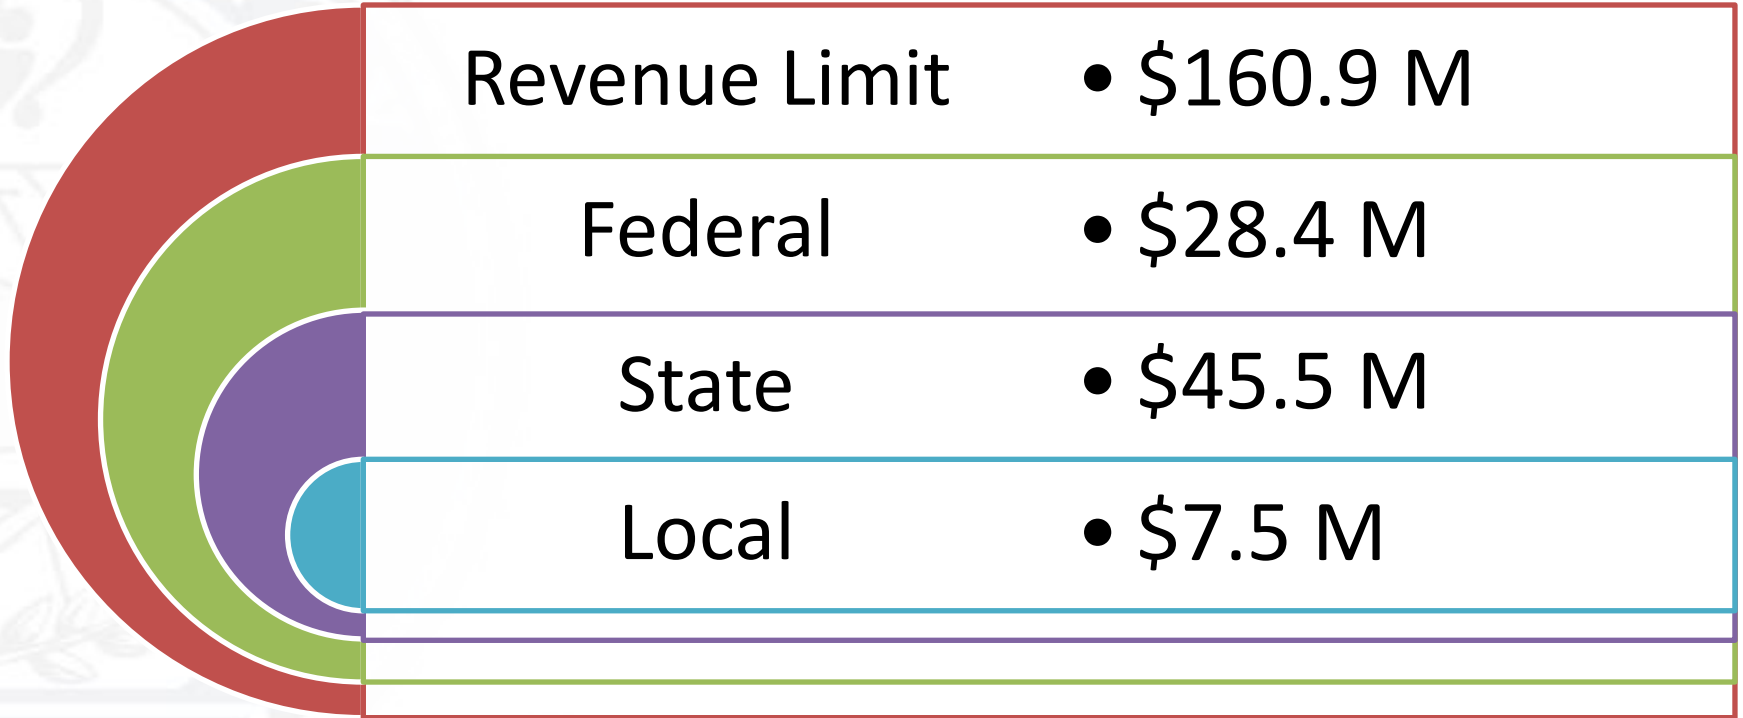 Revenue Limit • $160.9 M
Federal • $28.4 M
State • $45.5 M
Local • $7.5 M